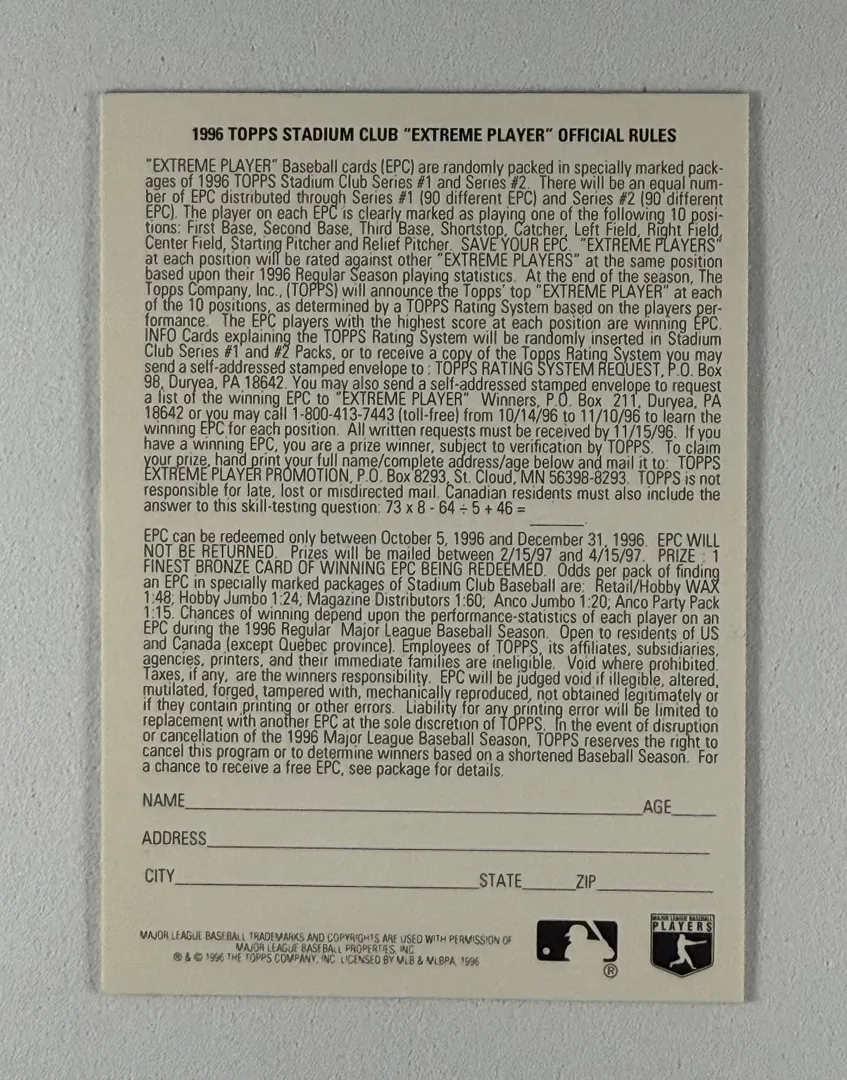 1996 TOPPS STADIUM CLUB "EXTREME PLAYER" OFFICIAL RULES
"EXTREME PLAYER" Baseball cards (EPC) are randomly packed in specially marked pack-
ages of 1996 TOPPS Stadium Club Series #1 and Series #2. There will be an equal num-
ber of EPC distributed through Series #1 (90 different EPC) and Series #2 (90 different
EPC). The player on each EPC is clearly marked as playing one of the following 10 posi-
tions: First Base, Second Base, Third Base, Shortstop, Catcher, Left Field, Right Field,
Center Field, Starting Pitcher and Relief Pitcher. SAVE YOUR EPC. "EXTREME PLAYERS"
at each position will be rated against other "EXTREME PLAYERS" at the same position
based upon their 1996 Regular Season playing statistics. At the end of the season, The
Topps Company, Inc., (TOPPS) will announce the Topps' top "EXTREME PLAYER" at each
of the 10 positions, as determined by a TOPPS Rating System based on the players per-
formance. The EPC players with the highest score at each position are winning EPC.
INFO Cards explaining the TOPPS Rating System will be randomly inserted in Stadium
Club Series #1 and #2 Packs, or to receive a copy of the Topps Rating System you may
send a self-addressed stamped envelope to : TOPPS RATING SYSTEM REQUEST, P.O. Box
98, Duryea, PA 18642. You may also send a self-addressed stamped envelope to request
a list of the winning EPC to "EXTREME PLAYER" Winners, P.O. Box 211, Duryea, PA
18642 or you may call 1-800-413-7443 (toll-free) from 10/14/96 to 11/10/96 to learn the
winning EPC for each position. All written requests must be received by 11/15/96. If you
have a winning EPC, you are a prize winner, subject to verification by TOPPS. To claim
your prize, hand print your full name/complete address/age below and mail it to: TOPPS
EXTREME PLAYER PROMOTION, P.O. Box 8293, St. Cloud, MN 56398-8293. TOPPS is not
responsible for late, lost or misdirected mail. Canadian residents must also include the
answer to this skill-testing question: 73 x 8 - 64 ÷ 5 + 46 = ______.
EPC can be redeemed only between October 5, 1996 and December 31, 1996. EPC WILL
NOT BE RETURNED. Prizes will be mailed between 2/15/97 and 4/15/97. PRIZE : 1
FINEST BRONZE CARD OF WINNING EPC BEING REDEEMED. Odds per pack of finding
an EPC in specially marked packages of Stadium Club Baseball are: Retail/Hobby WAX
1:48; Hobby Jumbo 1:24; Magazine Distributors 1:60; Anco Jumbo 1:20; Anco Party Pack
1:15. Chances of winning depend upon the performance-statistics of each player on an
EPC during the 1996 Regular Major League Baseball Season. Open to residents of US
and Canada (except Quebec province). Employees of TOPPS, its affiliates, subsidiaries,
agencies, printers, and their immediate families are ineligible. Void where prohibited.
Taxes, if any, are the winners responsibility. EPC will be judged void if illegible, altered,
mutilated, forged, tampered with, mechanically reproduced, not obtained legitimately or
if they contain printing or other errors. Liability for any printing error will be limited to
replacement with another EPC at the sole discretion of TOPPS. In the event of disruption
or cancellation of the 1996 Major League Baseball Season, TOPPS reserves the right to
cancel this program or to determine winners based on a shortened Baseball Season. For
a chance to receive a free EPC, see package for details.
NAME______ AGE______
ADDRESS______
CITY______ STATE______ ZIP______
MAJOR LEAGUE BASEBALL TRADEMARKS AND COPYRIGHTS ARE USED WITH PERMISSION OF
MAJOR LEAGUE BASEBALL PROPERTIES, INC.
® & © 1996 THE TOPPS COMPANY, INC. LICENSED BY MLB & MLBPA, 1996
®
MAJOR LEAGUE BASEBALL
PLAYERS